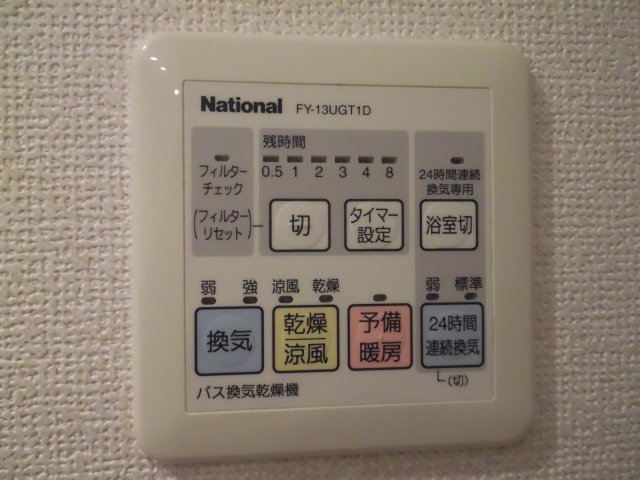 National FY-13UGT1D
残時間
フィルター
チェック
0.5 1 2 3 4 8
24時間連続
換気専用
(フィルター
リセット)
切
タイマー
設定
浴室切
弱 強 涼風 乾燥 弱 標準
換気
乾燥
涼風
予備
暖房
24時間
連続換気
(切)
バス換気乾燥機